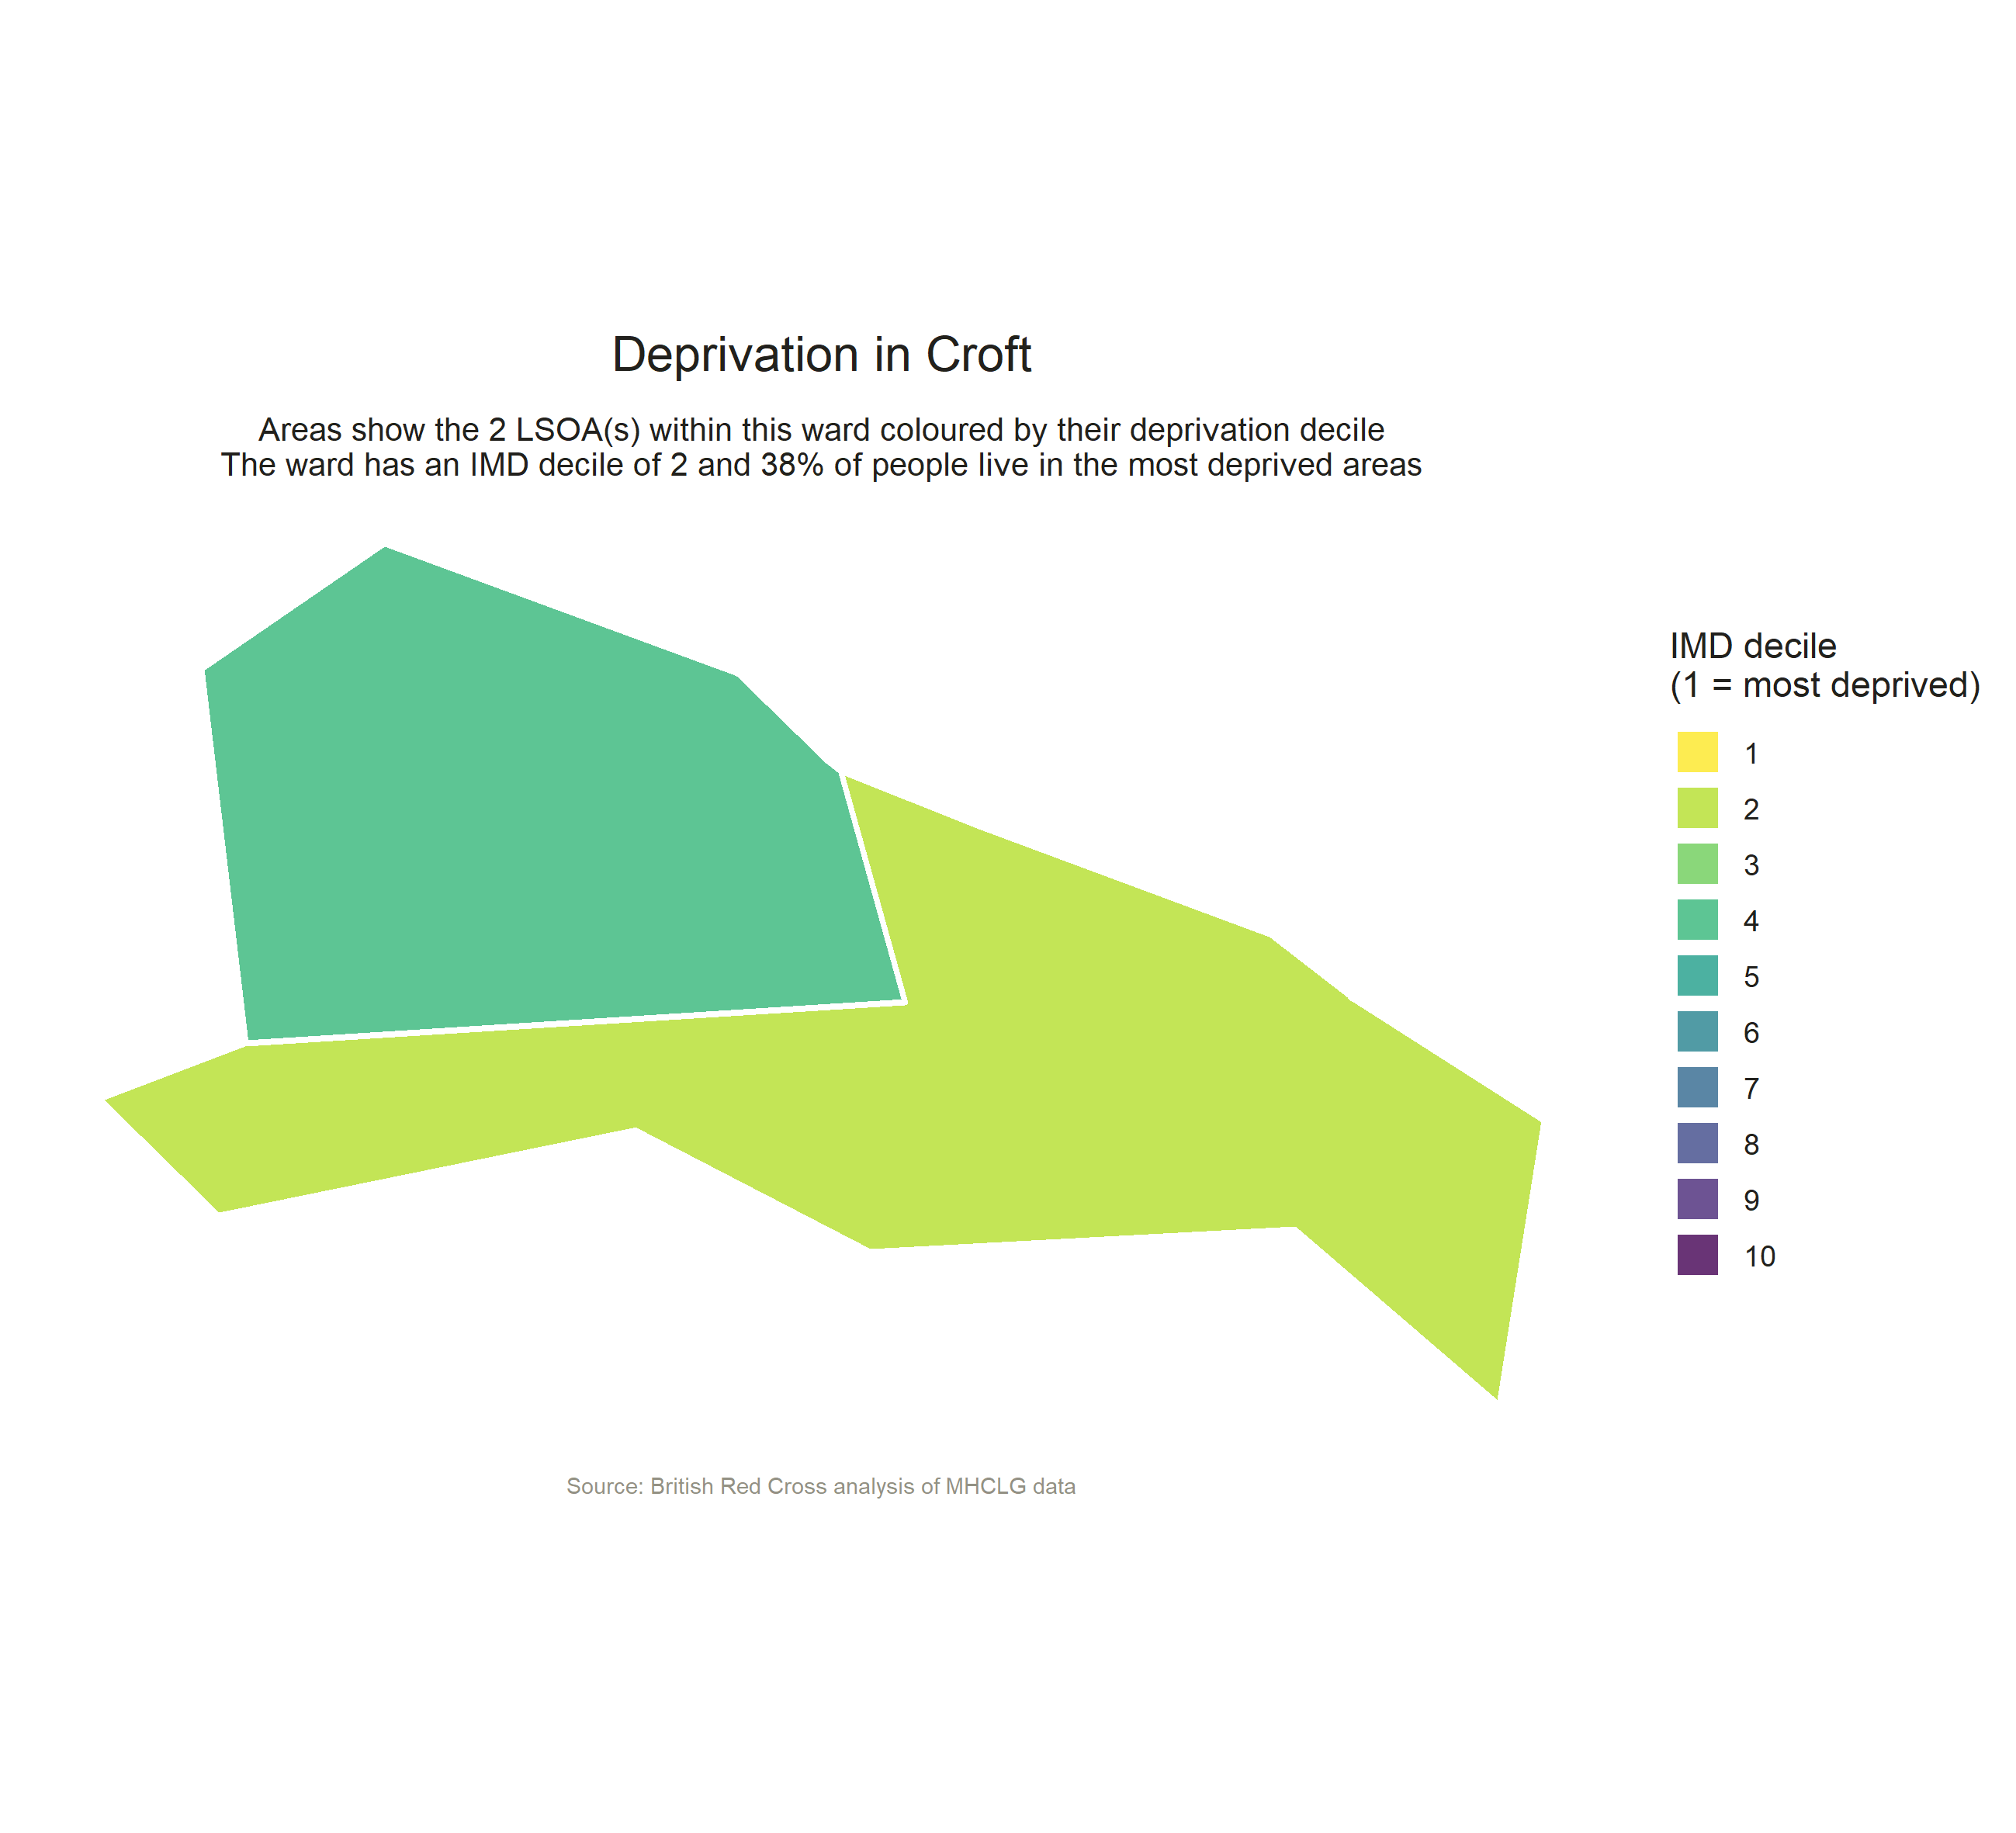 Deprivation in Croft
Areas show the 2 LSOA(s) within this ward coloured by their deprivation decile
The ward has an IMD decile of 2 and 38% of people live in the most deprived areas
IMD decile
(1 = most deprived)
1
2
3
4
5
6
7
8
9
10
Source: British Red Cross analysis of MHCLG data